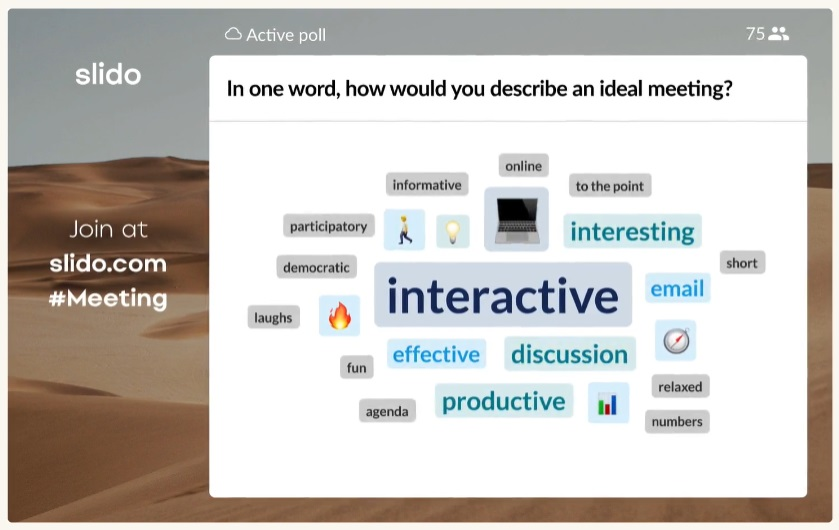 slido
Active poll
75
In one word, how would you describe an ideal meeting?
Join at
slido.com
#Meeting
online
informative
to the point
participatory
interesting
democratic
short
interactive
email
laughs
effective
discussion
fun
relaxed
productive
agenda
numbers